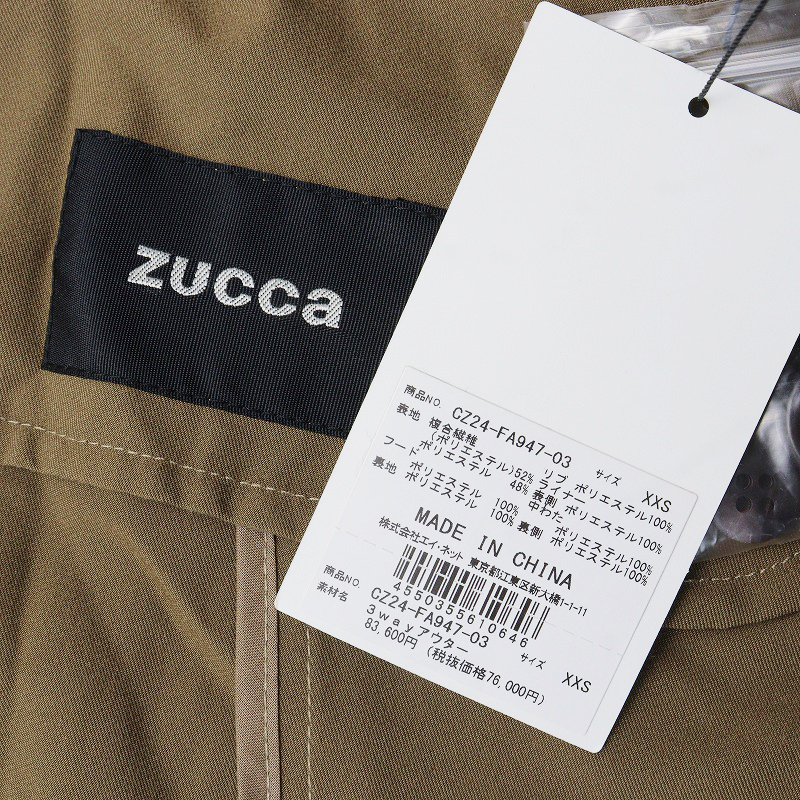 zucca
商品NO. CZ24-FA947-03 サイズ XXS
表地 複合繊維
(ポリエステル)52% リブ ポリエステル100%
フード ポリエステル 48% ライナー
表側 ポリエステル100%
裏地 ポリエステル 100% 中わた ポリエステル100%
ポリエステル 100% 裏側 ポリエステル100%
MADE IN CHINA
株式会社エイ・ネット 東京都江東区新大橋1-1-11
4550355610646
商品NO. CZ24-FA947-03 サイズ XXS
素材名 3wayアウター
83,600円 (税抜価格76,000円)